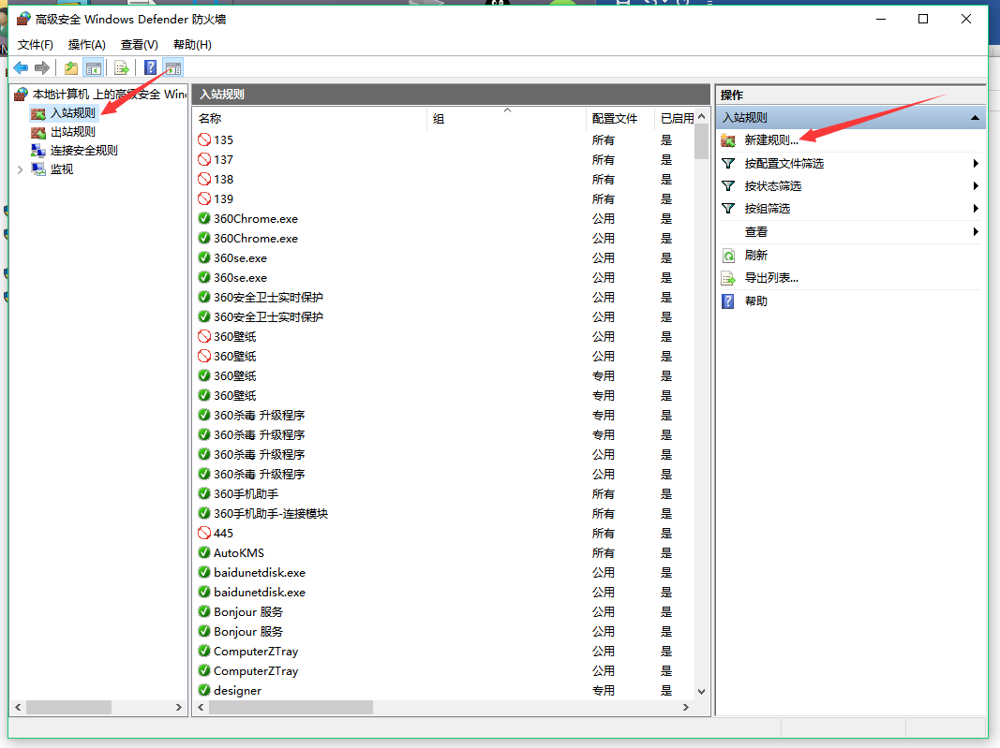 高级安全 Windows Defender 防火墙
文件(F) 操作(A) 查看(V) 帮助(H)
本地计算机 上的高级安全 Wind
入站规则
出站规则
连接安全规则
监视
入站规则
名称 组 配置文件 已启用
135 所有 是
137 所有 是
138 所有 是
139 所有 是
360Chrome.exe 公用 是
360Chrome.exe 公用 是
360se.exe 公用 是
360se.exe 公用 是
360安全卫士实时保护 公用 是
360安全卫士实时保护 公用 是
360壁纸 公用 是
360壁纸 公用 是
360壁纸 专用 是
360壁纸 专用 是
360杀毒 升级程序 专用 是
360杀毒 升级程序 专用 是
360杀毒 升级程序 公用 是
360杀毒 升级程序 公用 是
360手机助手 所有 是
360手机助手-连接模块 所有 是
445 所有 是
AutoKMS 所有 是
baidunetdisk.exe 公用 是
baidunetdisk.exe 公用 是
Bonjour 服务 公用 是
Bonjour 服务 公用 是
ComputerZTray 公用 是
ComputerZTray 公用 是
designer 专用 是
操作
入站规则
新建规则...
按配置文件筛选
按状态筛选
按组筛选
查看
刷新
导出列表...
帮助